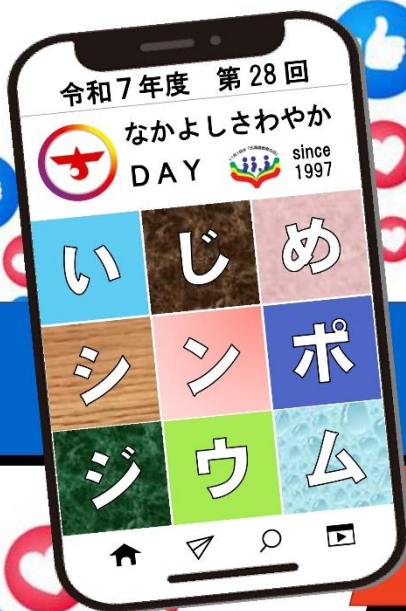 令和７年度　第28回
なかよしさわやか
DAY
since
1997
いじめ
シンポ
ジウム